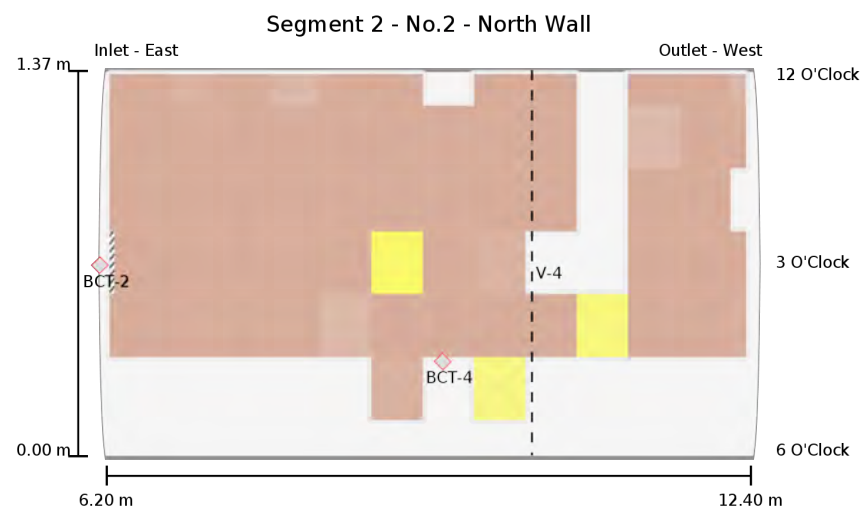 Segment 2 - No.2 - North Wall
Inlet - East
Outlet - West
1.37 m
12 O'Clock
3 O'Clock
V-4
BCT-2
BCT-4
0.00 m
6 O'Clock
6.20 m
12.40 m